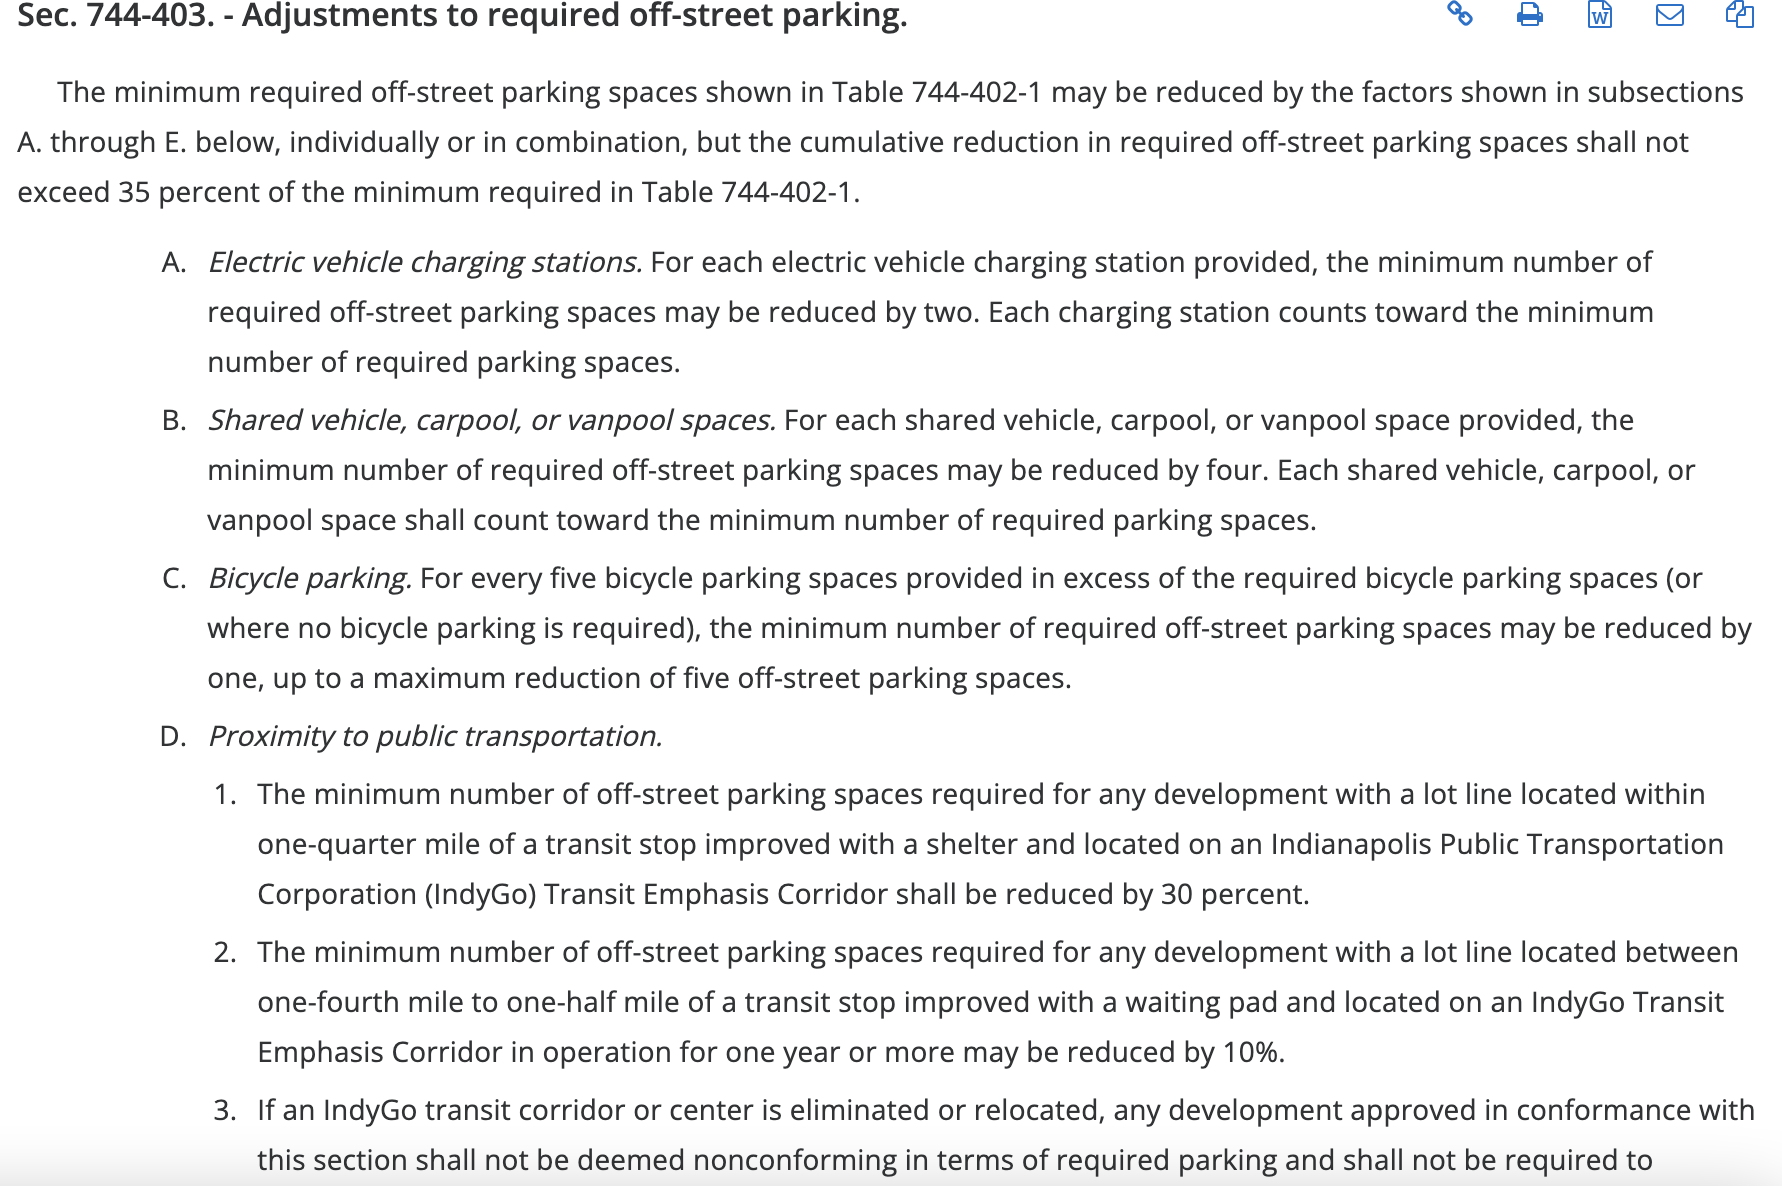 Sec. 744-403. - Adjustments to required off-street parking.
W
The minimum required off-street parking spaces shown in Table 744-402-1 may be reduced by the factors shown in subsections
A. through E. below, individually or in combination, but the cumulative reduction in required off-street parking spaces shall not
exceed 35 percent of the minimum required in Table 744-402-1.
A. Electric vehicle charging stations. For each electric vehicle charging station provided, the minimum number of
required off-street parking spaces may be reduced by two. Each charging station counts toward the minimum
number of required parking spaces.
B. Shared vehicle, carpool, or vanpool spaces. For each shared vehicle, carpool, or vanpool space provided, the
minimum number of required off-street parking spaces may be reduced by four. Each shared vehicle, carpool, or
vanpool space shall count toward the minimum number of required parking spaces.
C. Bicycle parking. For every five bicycle parking spaces provided in excess of the required bicycle parking spaces (or
where no bicycle parking is required), the minimum number of required off-street parking spaces may be reduced by
one, up to a maximum reduction of five off-street parking spaces.
D. Proximity to public transportation.
1. The minimum number of off-street parking spaces required for any development with a lot line located within
one-quarter mile of a transit stop improved with a shelter and located on an Indianapolis Public Transportation
Corporation (IndyGo) Transit Emphasis Corridor shall be reduced by 30 percent.
2. The minimum number of off-street parking spaces required for any development with a lot line located between
one-fourth mile to one-half mile of a transit stop improved with a waiting pad and located on an IndyGo Transit
Emphasis Corridor in operation for one year or more may be reduced by 10%.
3. If an IndyGo transit corridor or center is eliminated or relocated, any development approved in conformance with
this section shall not be deemed nonconforming in terms of required parking and shall not be required to